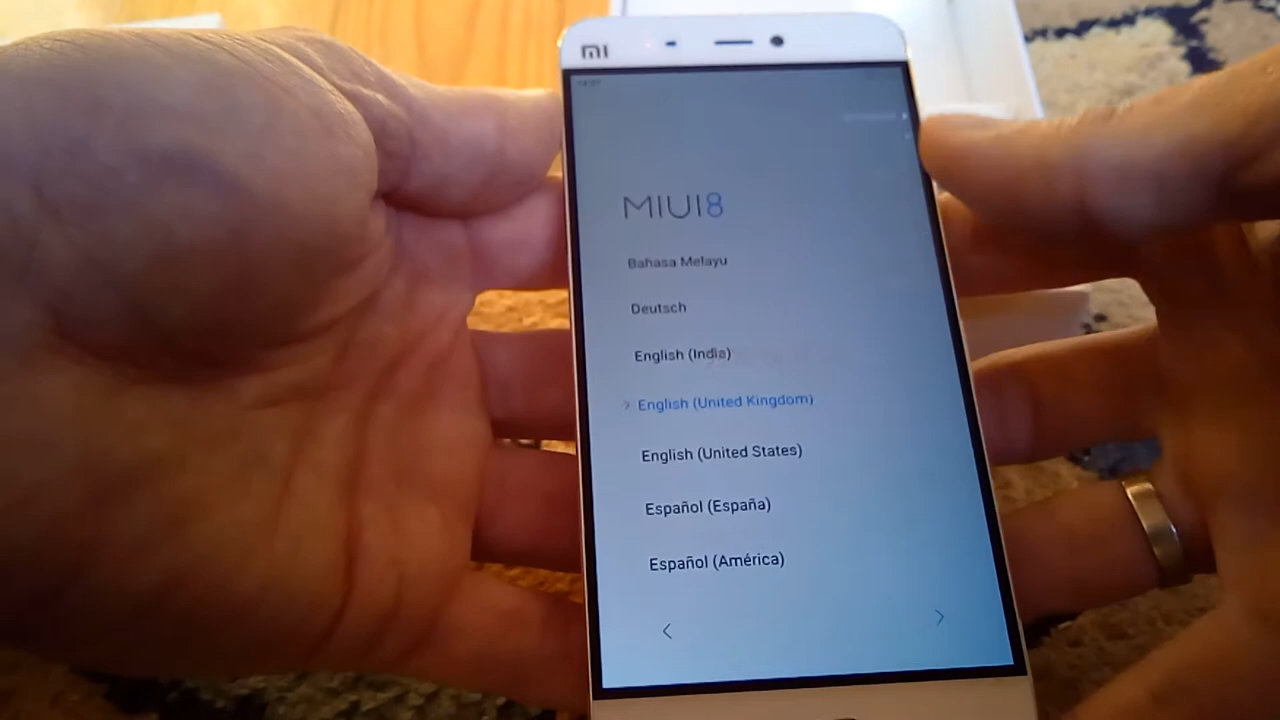 mi
MIUI8
Bahasa Melayu
Deutsch
English (India)
English (United Kingdom)
English (United States)
Español (España)
Español (América)